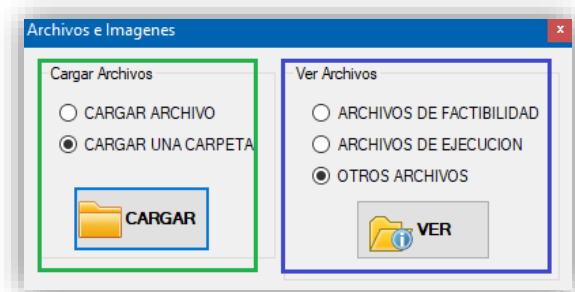 Archivos e Imagenes
x
Cargar Archivos
CARGAR ARCHIVO
CARGAR UNA CARPETA
CARGAR
Ver Archivos
ARCHIVOS DE FACTIBILIDAD
ARCHIVOS DE EJECUCION
OTROS ARCHIVOS
VER